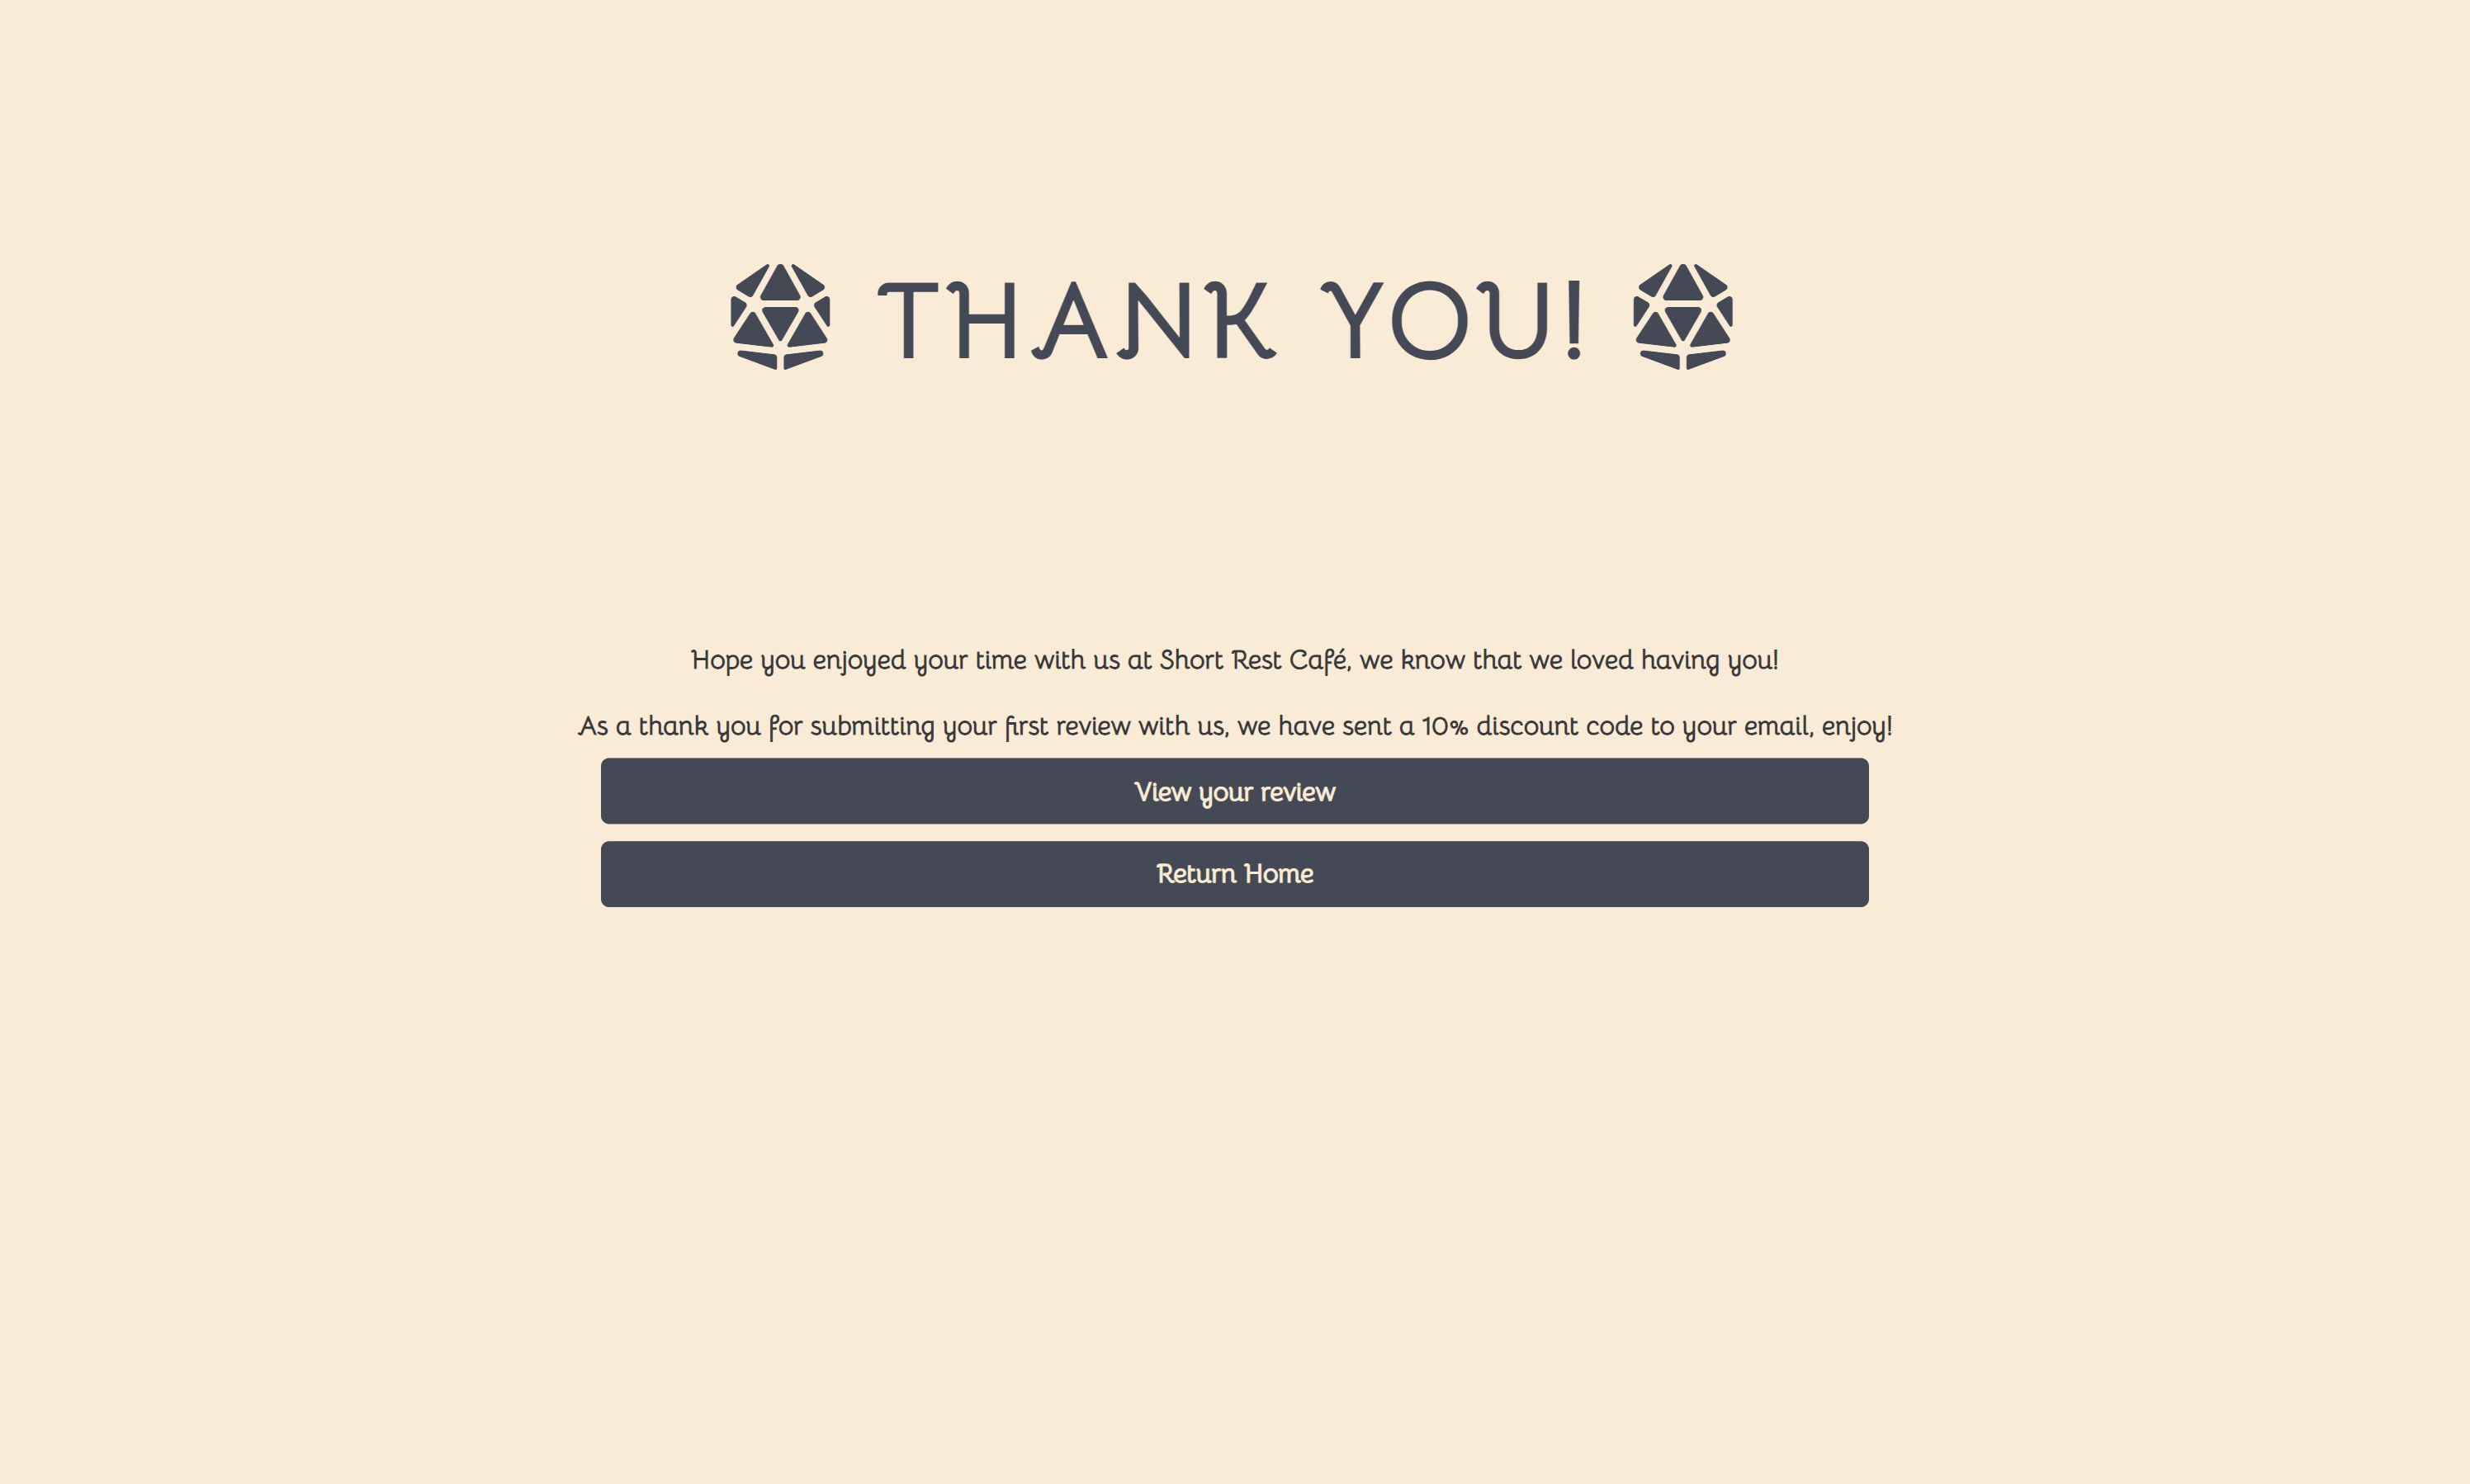 THANK YOU!
Hope you enjoyed your time with us at Short Rest Café, we know that we loved having you!
As a thank you for submitting your first review with us, we have sent a 10% discount code to your email, enjoy!
View your review
Return Home